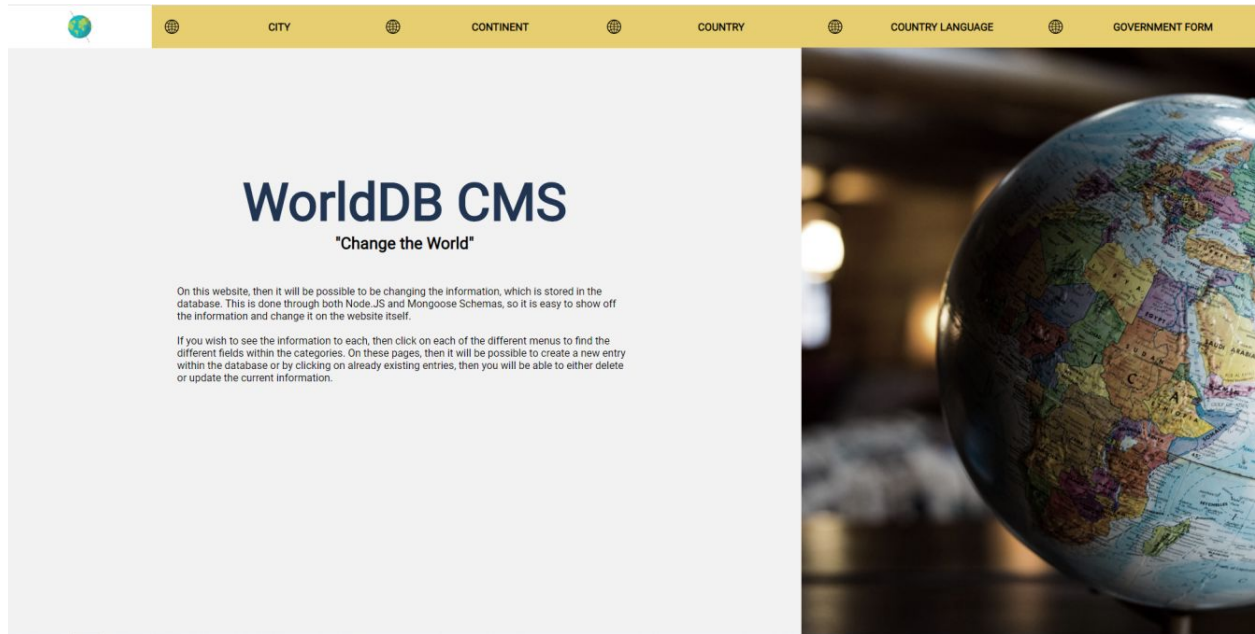 CITY
CONTINENT
COUNTRY
COUNTRY LANGUAGE
GOVERNMENT FORM
WorldDB CMS
"Change the World"
On this website, then it will be possible to be changing the information, which is stored in the
database. This is done through both Node.JS and Mongoose Schemas, so it is easy to show off
the information and change it on the website itself.
If you wish to see the information to each, then click on each of the different menus to find the
different fields within the categories. On these pages, then it will be possible to create a new entry
within the database or by clicking on already existing entries, then you will be able to either delete
or update the current information.
EGYPT
SAUDI ARABIA
SOMALIA